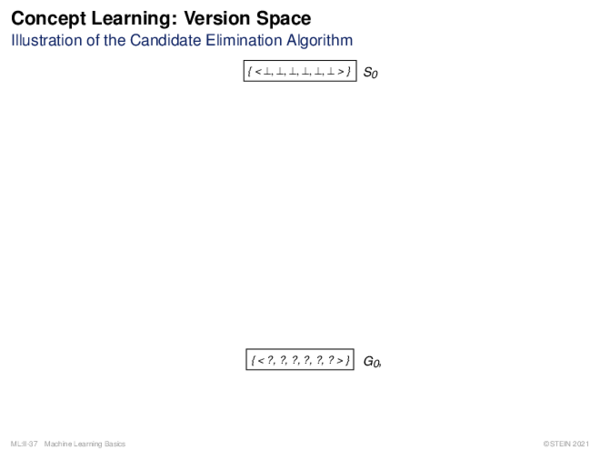 Concept Learning: Version Space
Illustration of the Candidate Elimination Algorithm
{ < ⊥, ⊥, ⊥, ⊥, ⊥, ⊥ > } S₀
{ < ?, ?, ?, ?, ?, ? > } G₀,
ML:II-37 Machine Learning Basics ©STEIN 2021